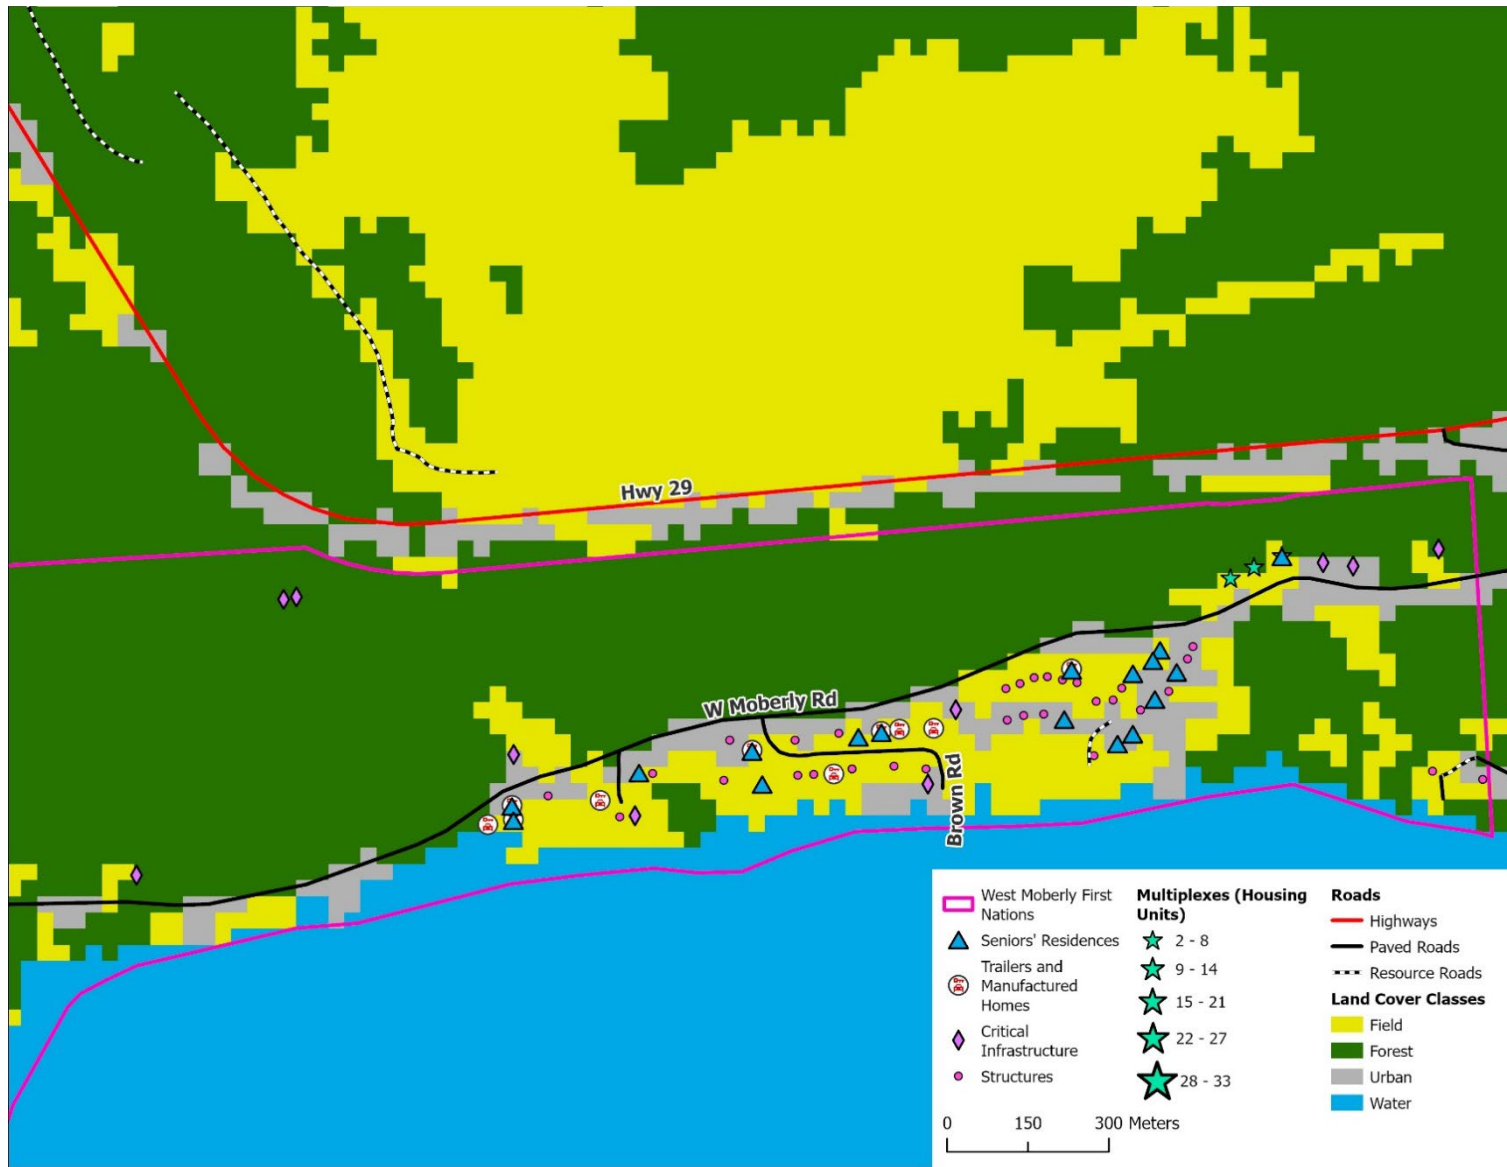 Hwy 29
W Moberly Rd
Brown Rd
West Moberly First
Nations
Seniors' Residences
Trailers and
Manufactured
Homes
Critical
Infrastructure
Structures
Multiplexes (Housing
Units)
2 - 8
9 - 14
15 - 21
22 - 27
28 - 33
Roads
Highways
Paved Roads
Resource Roads
Land Cover Classes
Field
Forest
Urban
Water
0 150 300 Meters